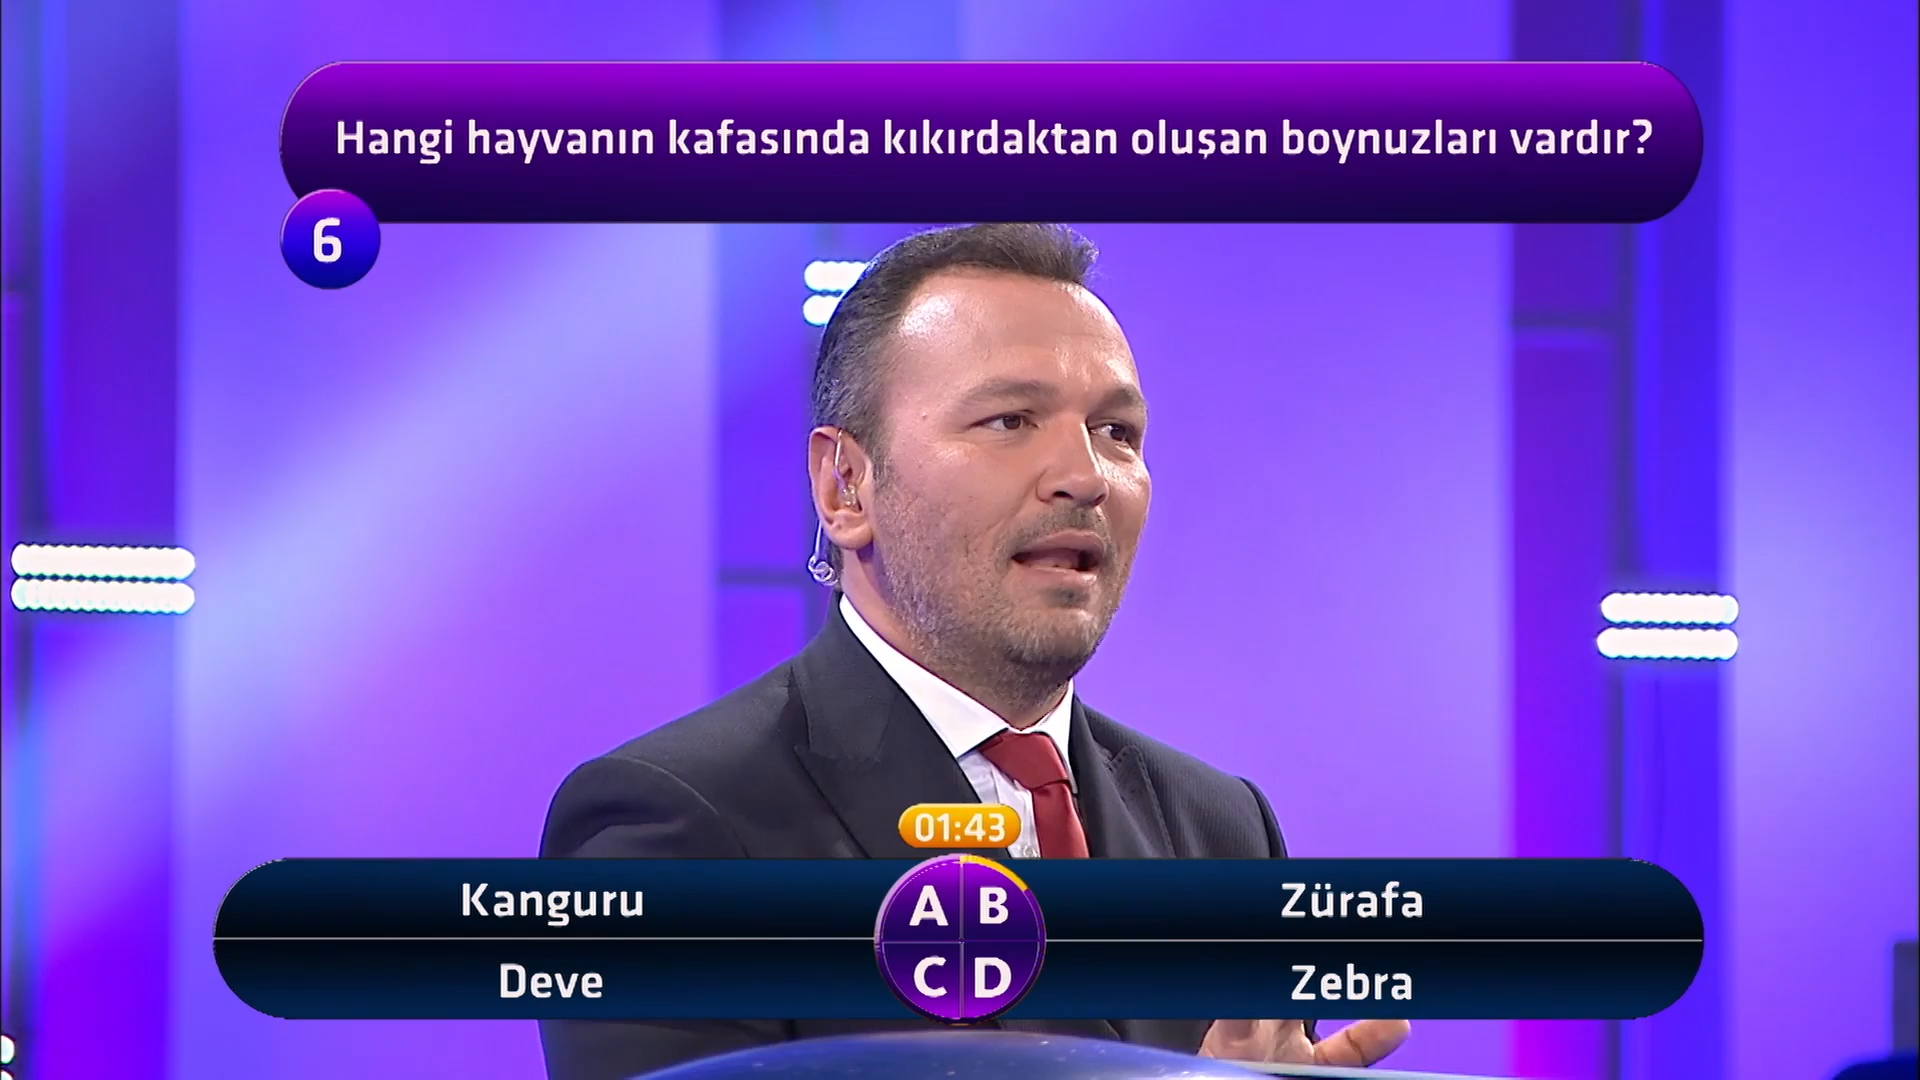 Hangi hayvanın kafasında kıkırdaktan oluşan boynuzları vardır?
6
01:43
Kanguru
A
B
Zürafa
Deve
C
D
Zebra